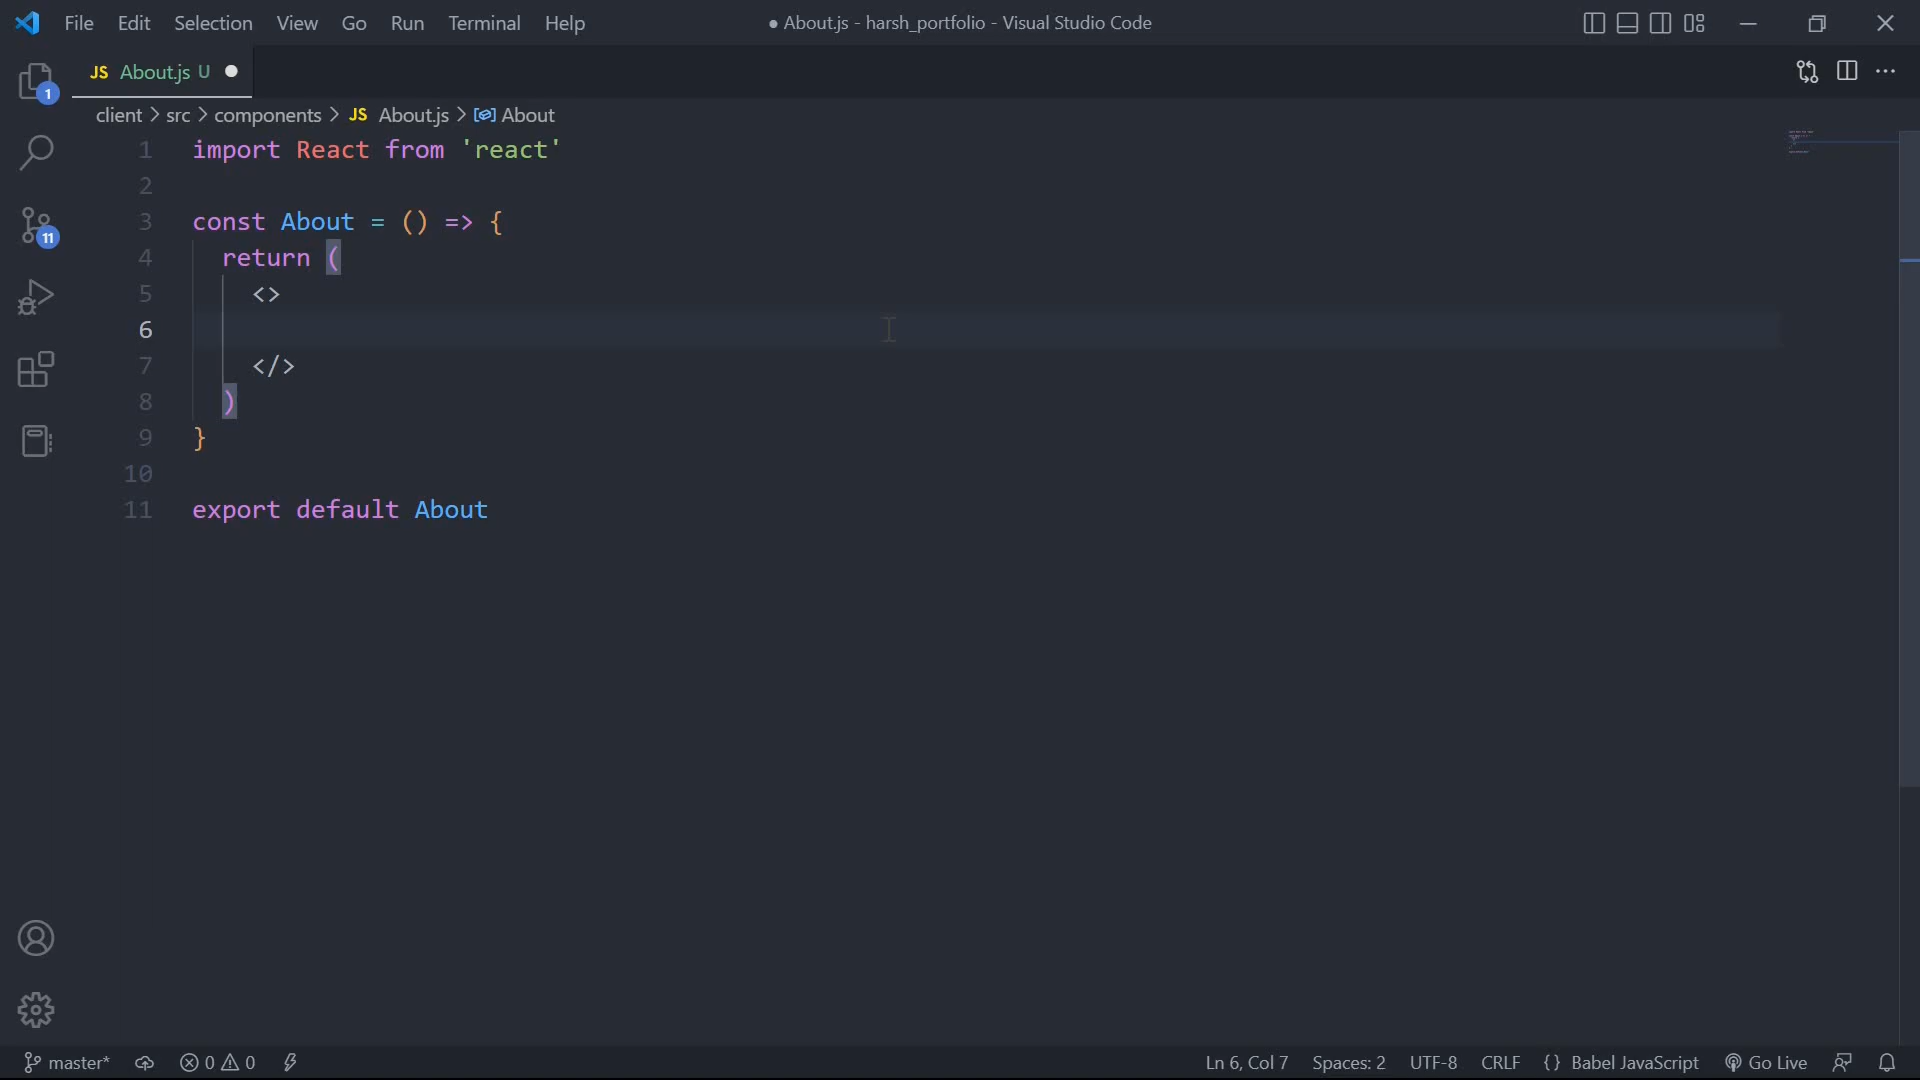 File Edit Selection View Go Run Terminal Help ● About.js - harsh_portfolio - Visual Studio Code
JS About.js U ●
1
client > src > components > JS About.js > About
1 import React from 'react'
2
3 const About = () => {
4 return (
5 <>
6
7 </>
8 )
9 }
10
11 export default About
11
master* 0 0 Ln 6, Col 7 Spaces: 2 UTF-8 CRLF {} Babel JavaScript Go Live